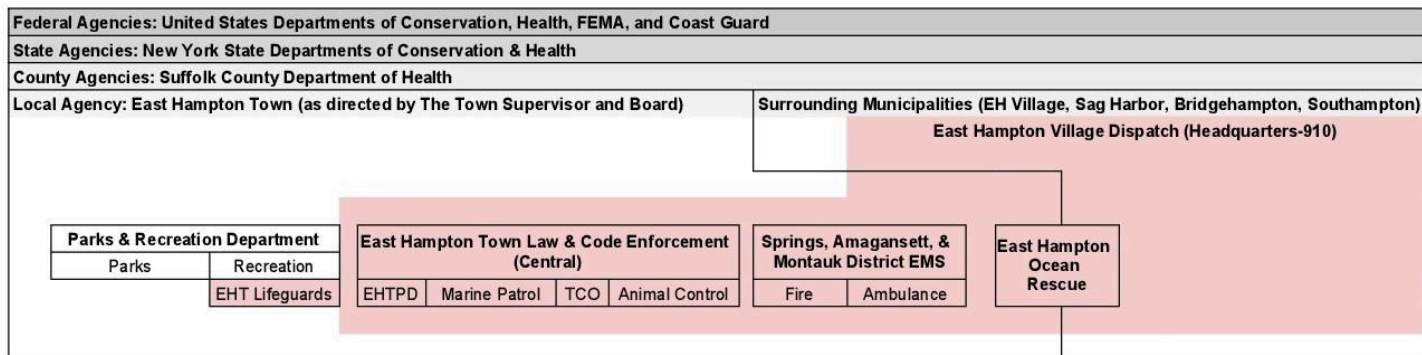 Federal Agencies: United States Departments of Conservation, Health, FEMA, and Coast Guard
State Agencies: New York State Departments of Conservation & Health
County Agencies: Suffolk County Department of Health
Local Agency: East Hampton Town (as directed by The Town Supervisor and Board)
Surrounding Municipalities (EH Village, Sag Harbor, Bridgehampton, Southampton)
East Hampton Village Dispatch (Headquarters-910)
Parks & Recreation Department
Parks
Recreation
EHT Lifeguards
East Hampton Town Law & Code Enforcement
(Central)
EHTPD
Marine Patrol
TCO
Animal Control
Springs, Amagansett, &
Montauk District EMS
Fire
Ambulance
East Hampton
Ocean
Rescue